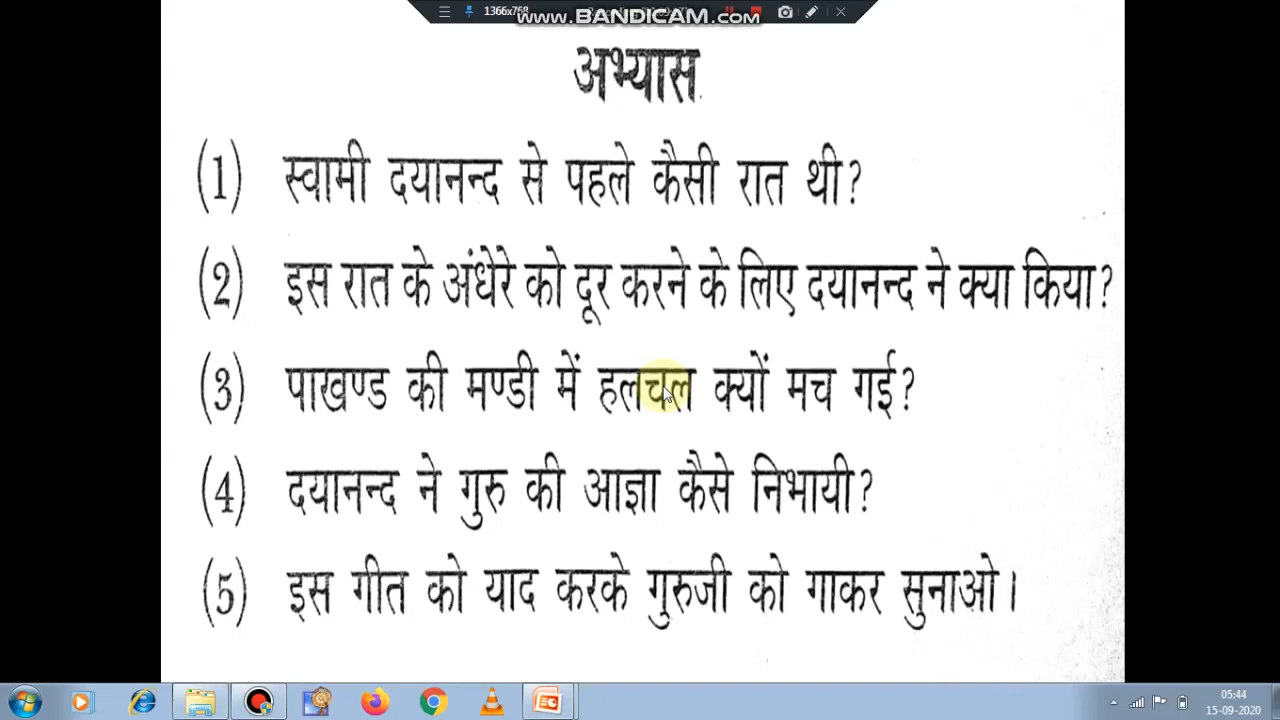 1366x768
www.BANDICAM.com
अभ्यास
(1) स्वामी दयानन्द से पहले कैसी रात थी?
(2) इस रात के अंधेरे को दूर करने के लिए दयानन्द ने क्या किया?
(3) पाखण्ड की मण्डी में हलचल क्यों मच गई?
(4) दयानन्द ने गुरु की आज्ञा कैसे निभायी?
(5) इस गीत को याद करके गुरुजी को गाकर सुनाओ।
05:44
15-09-2020